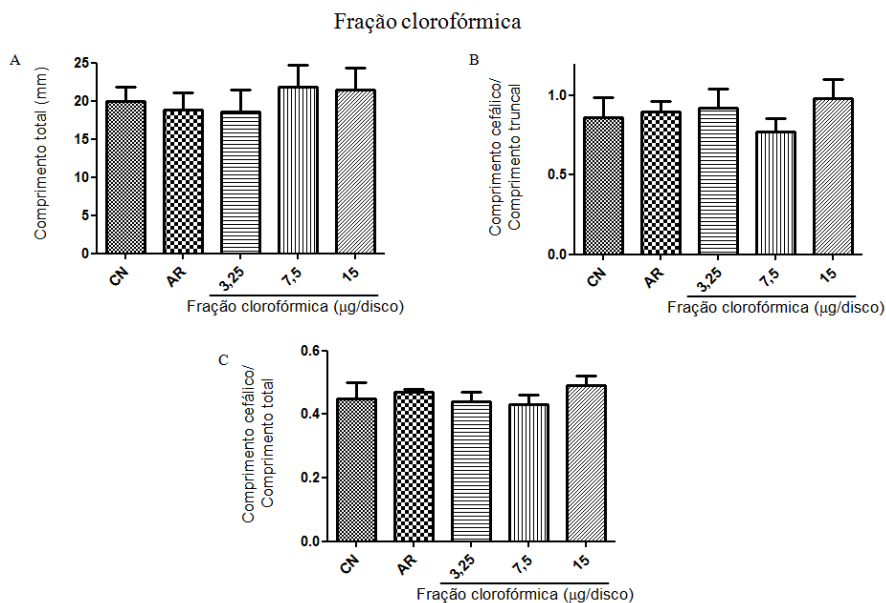 Fração clorofórmica
A
Comprimento total (mm)
25
20
15
10
5
0
CN
AR
3,25
7,5
15
Fração clorofórmica (µg/disco)
B
Comprimento cefálico/
Comprimento truncal
1.0
0.5
0.0
CN
AR
3,25
7,5
15
Fração clorofórmica (µg/disco)
C
Comprimento cefálico/
Comprimento total
0.6
0.4
0.2
0.0
CN
AR
3,25
7,5
15
Fração clorofórmica (µg/disco)